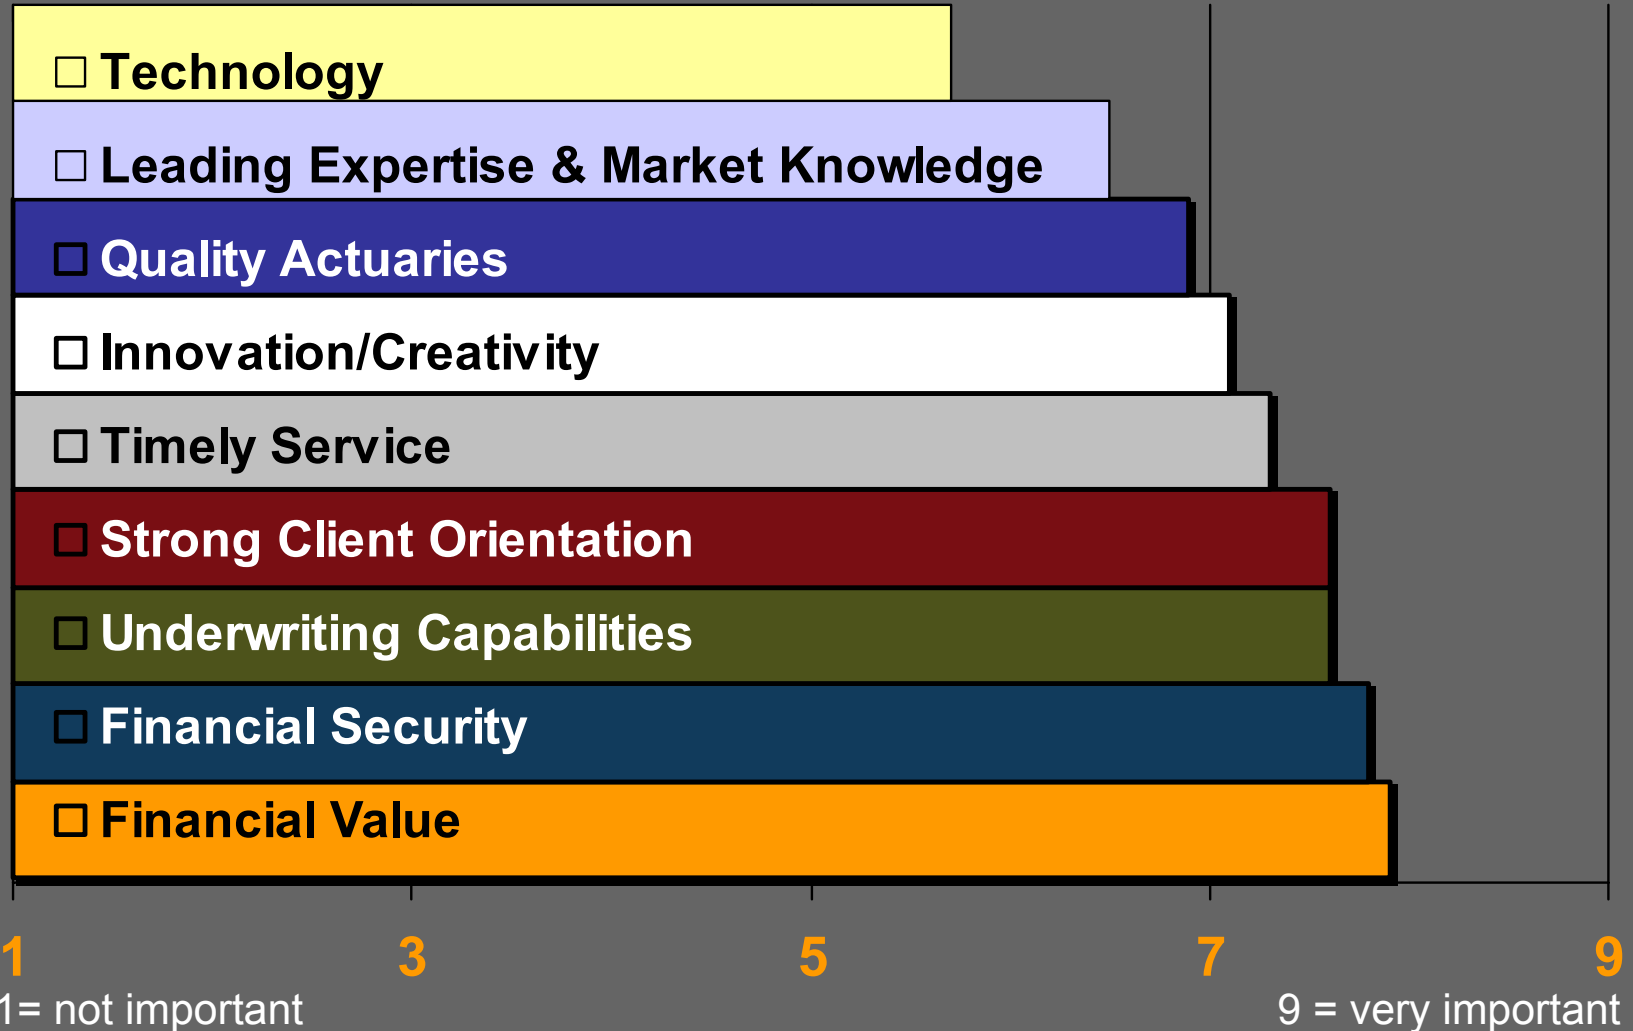 □ Technology
□ Leading Expertise & Market Knowledge
□ Quality Actuaries
□ Innovation/Creativity
□ Timely Service
□ Strong Client Orientation
□ Underwriting Capabilities
□ Financial Security
□ Financial Value
1 3 5 7 9
1= not important 9 = very important